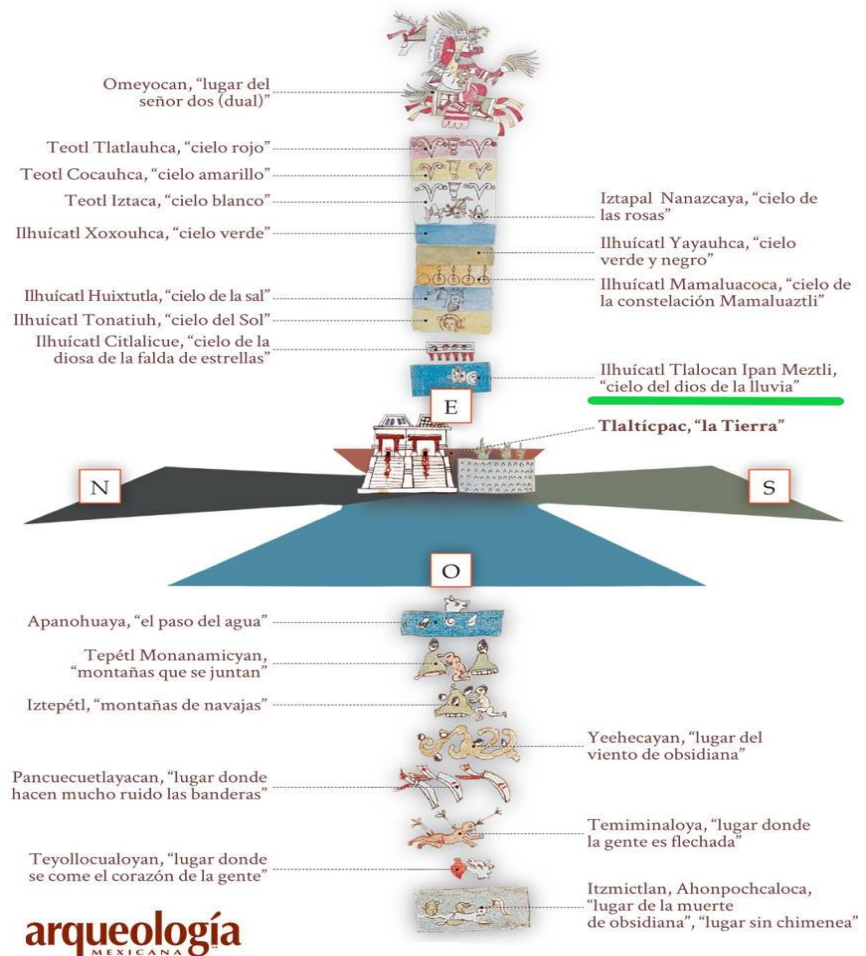 Omeyocan, “lugar del
señor dos (dual)”
Teotl Tlatlauhca, “cielo rojo”
Teotl Cocauhca, “cielo amarillo”
Teotl Iztaca, “cielo blanco”
Iztapal Nanazcaya, “cielo de
las rosas”
Ilhuícatl Xoxouhca, “cielo verde”
Ilhuícatl Yayauhca, “cielo
verde y negro”
Ilhuícatl Mamaluacoca, “cielo de
la constelación Mamaluaztli”
Ilhuícatl Huixtutla, “cielo de la sal”
Ilhuícatl Tonatiuh, “cielo del Sol”
Ilhuícatl Citlalicue, “cielo de la
diosa de la falda de estrellas”
Ilhuícatl Tlalocan Ipan Meztli,
“cielo del dios de la lluvia”
E
Tlaltícpac, “la Tierra”
N
S
O
Apanohuaya, “el paso del agua”
Tepétl Monanamicyan,
“montañas que se juntan”
Iztepétl, “montañas de navajas”
Yeehecayan, “lugar del
viento de obsidiana”
Pancuecuetlayacan, “lugar donde
hacen mucho ruido las banderas”
Temiminaloya, “lugar donde
la gente es flechada”
Teyollocualoyan, “lugar donde
se come el corazón de la gente”
Itzmictlan, Ahonpochcaloca,
“lugar de la muerte
de obsidiana”, “lugar sin chimenea”
arqueología
MEXICANA